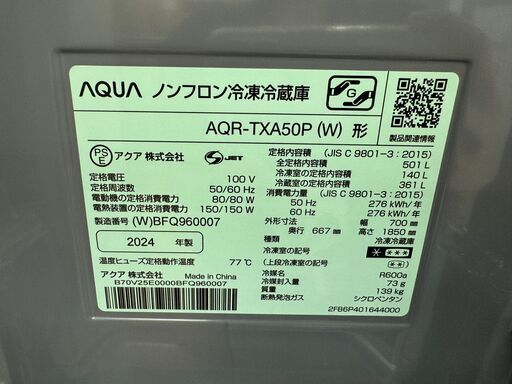 AQUA ノンフロン冷凍冷蔵庫
G
AQR-TXA50P (W) 形
製品関連情報
PS E アクア 株式会社 S-JET
定格電圧 100 V
定格周波数 50/60 Hz
電動機の定格消費電力 80/80 W
電熱装置の定格消費電力 150/150 W
製造番号 (W)BFQ960007
2024 年製
温度ヒューズ定格動作温度 77℃
アクア 株式会社 Made in China
B70V25E0000BFQ960007
定格内容積 (JIS C 9801-3 : 2015)
全定格内容積 501 L
冷凍室の定格内容積 140 L
冷蔵室の定格内容積 361 L
消費電力量 (JIS C 9801-3 : 2015)
50 Hz 276 kWh/年
60 Hz 276 kWh/年
外形寸法 幅 700 mm
奥行 667 mm 高さ 1850 mm
種類 冷凍冷蔵庫
冷凍室の記号
(上段冷凍室の記号)
冷媒 R600a
冷媒封入量 73 g
質量 139 kg
断熱発泡ガス シクロペンタン
2FB6P401644000